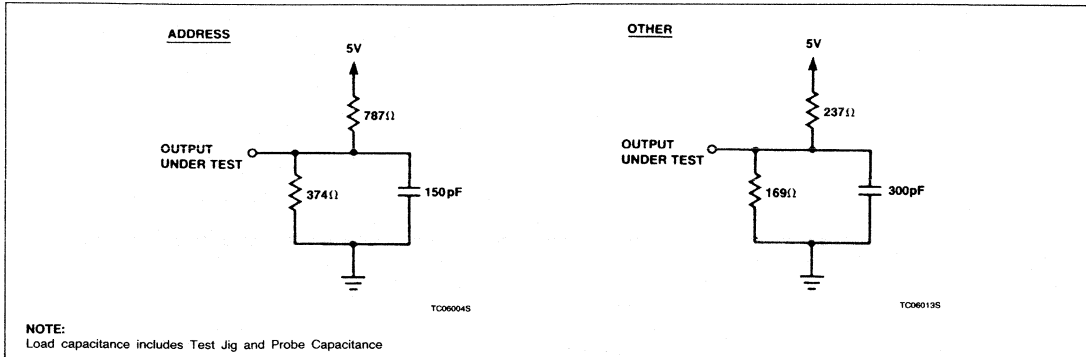 ADDRESS
5V
787Ω
OUTPUT
UNDER TEST
374Ω
150pF
TC06004S
OTHER
5V
237Ω
OUTPUT
UNDER TEST
169Ω
300pF
TC06013S
NOTE:
Load capacitance includes Test Jig and Probe Capacitance